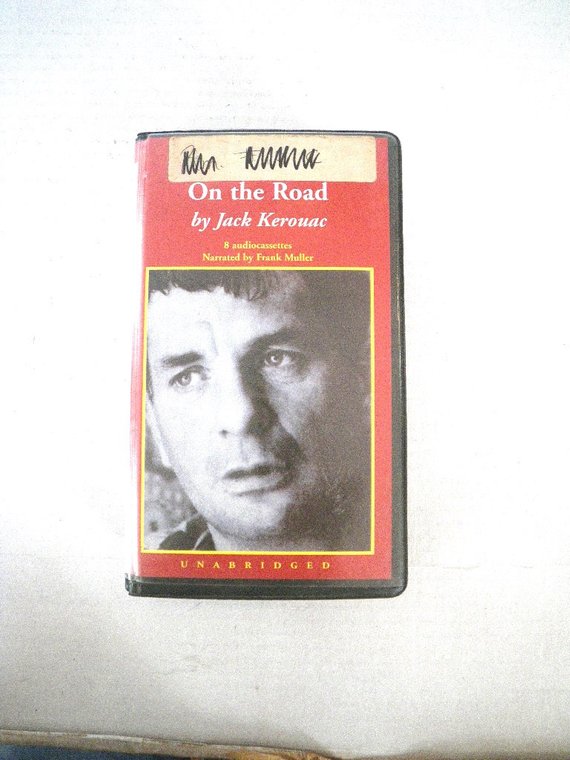 On the Road
by Jack Kerouac
8 audiocassettes
Narrated by Frank Muller
UNABRIDGED